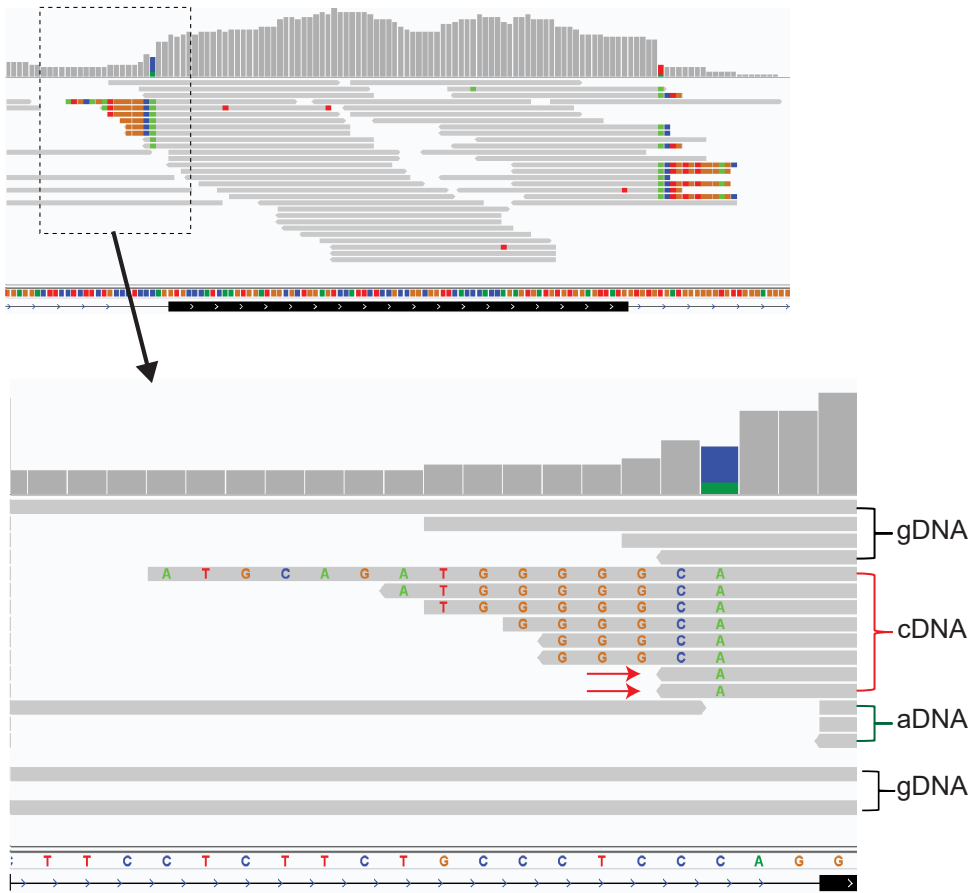 gDNA
A T G C A G A T G G G G G C A
A T G G G G G C A
T G G G G G C A
G G G G C A
cDNA
G G G C A
G G G C A
A
A
aDNA
gDNA
T T C C T C T T C T G C C C T C C C A G G